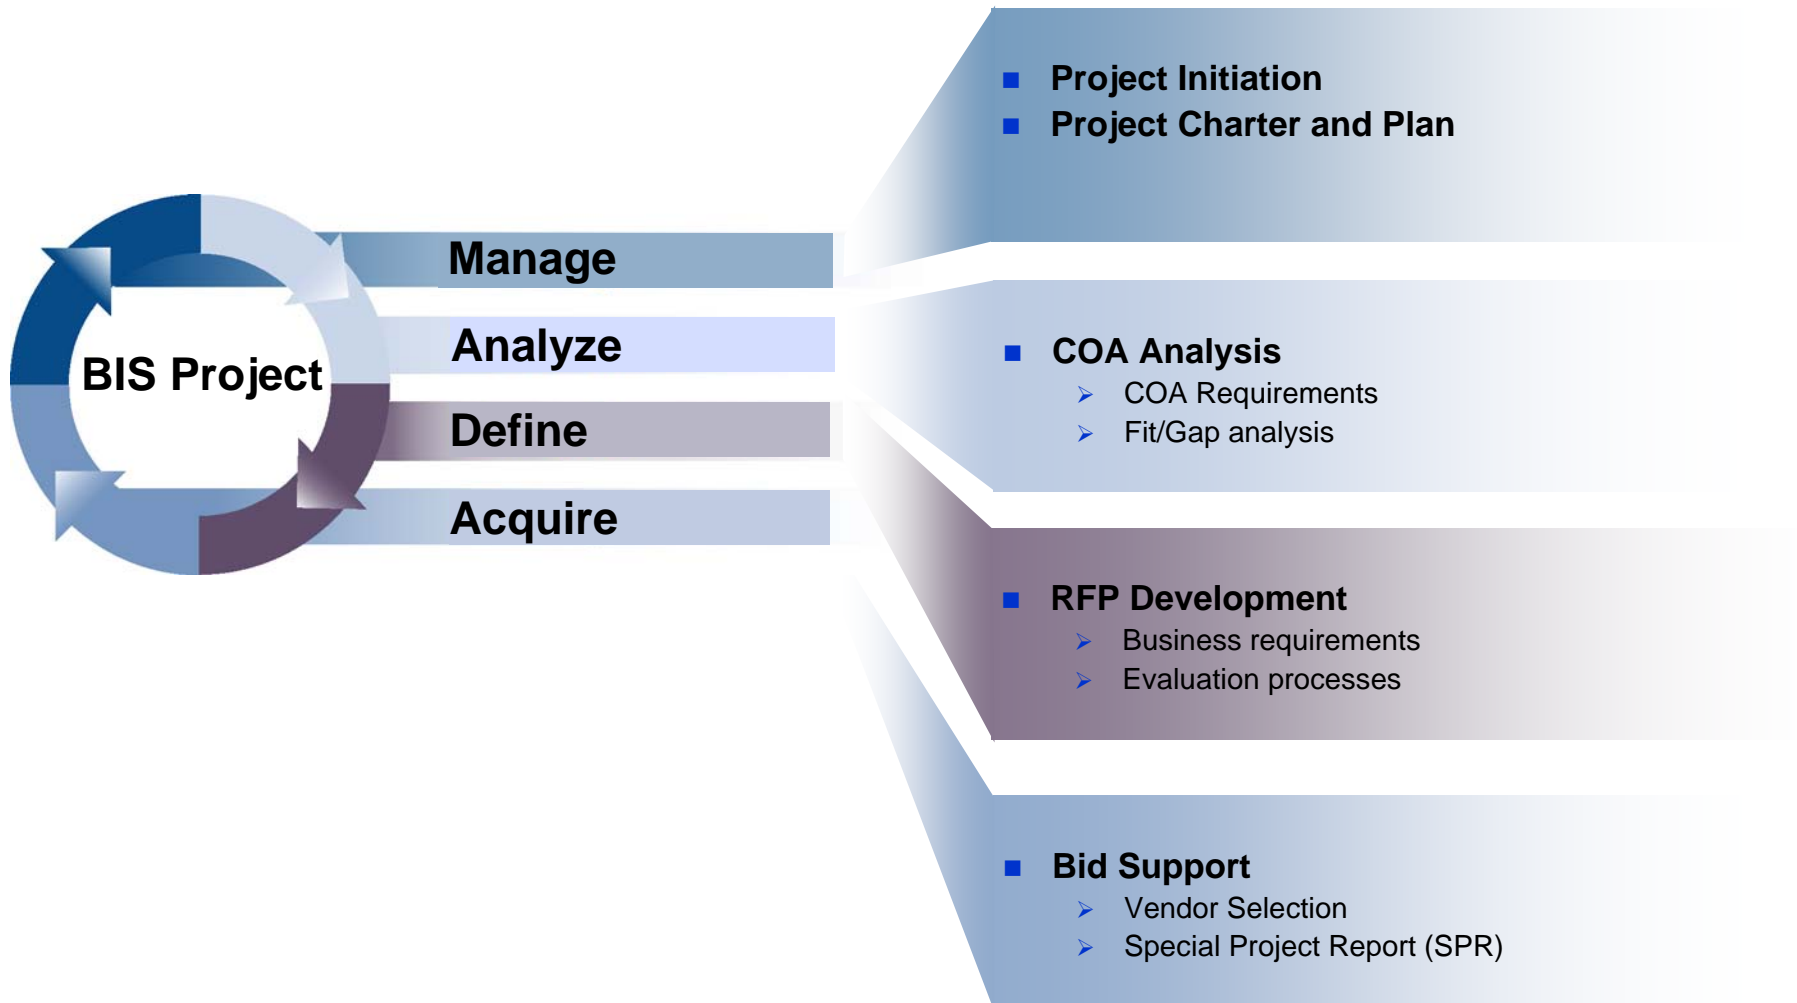 BIS Project
Manage
Analyze
Define
Acquire
Project Initiation
Project Charter and Plan
COA Analysis
COA Requirements
Fit/Gap analysis
RFP Development
Business requirements
Evaluation processes
Bid Support
Vendor Selection
Special Project Report (SPR)